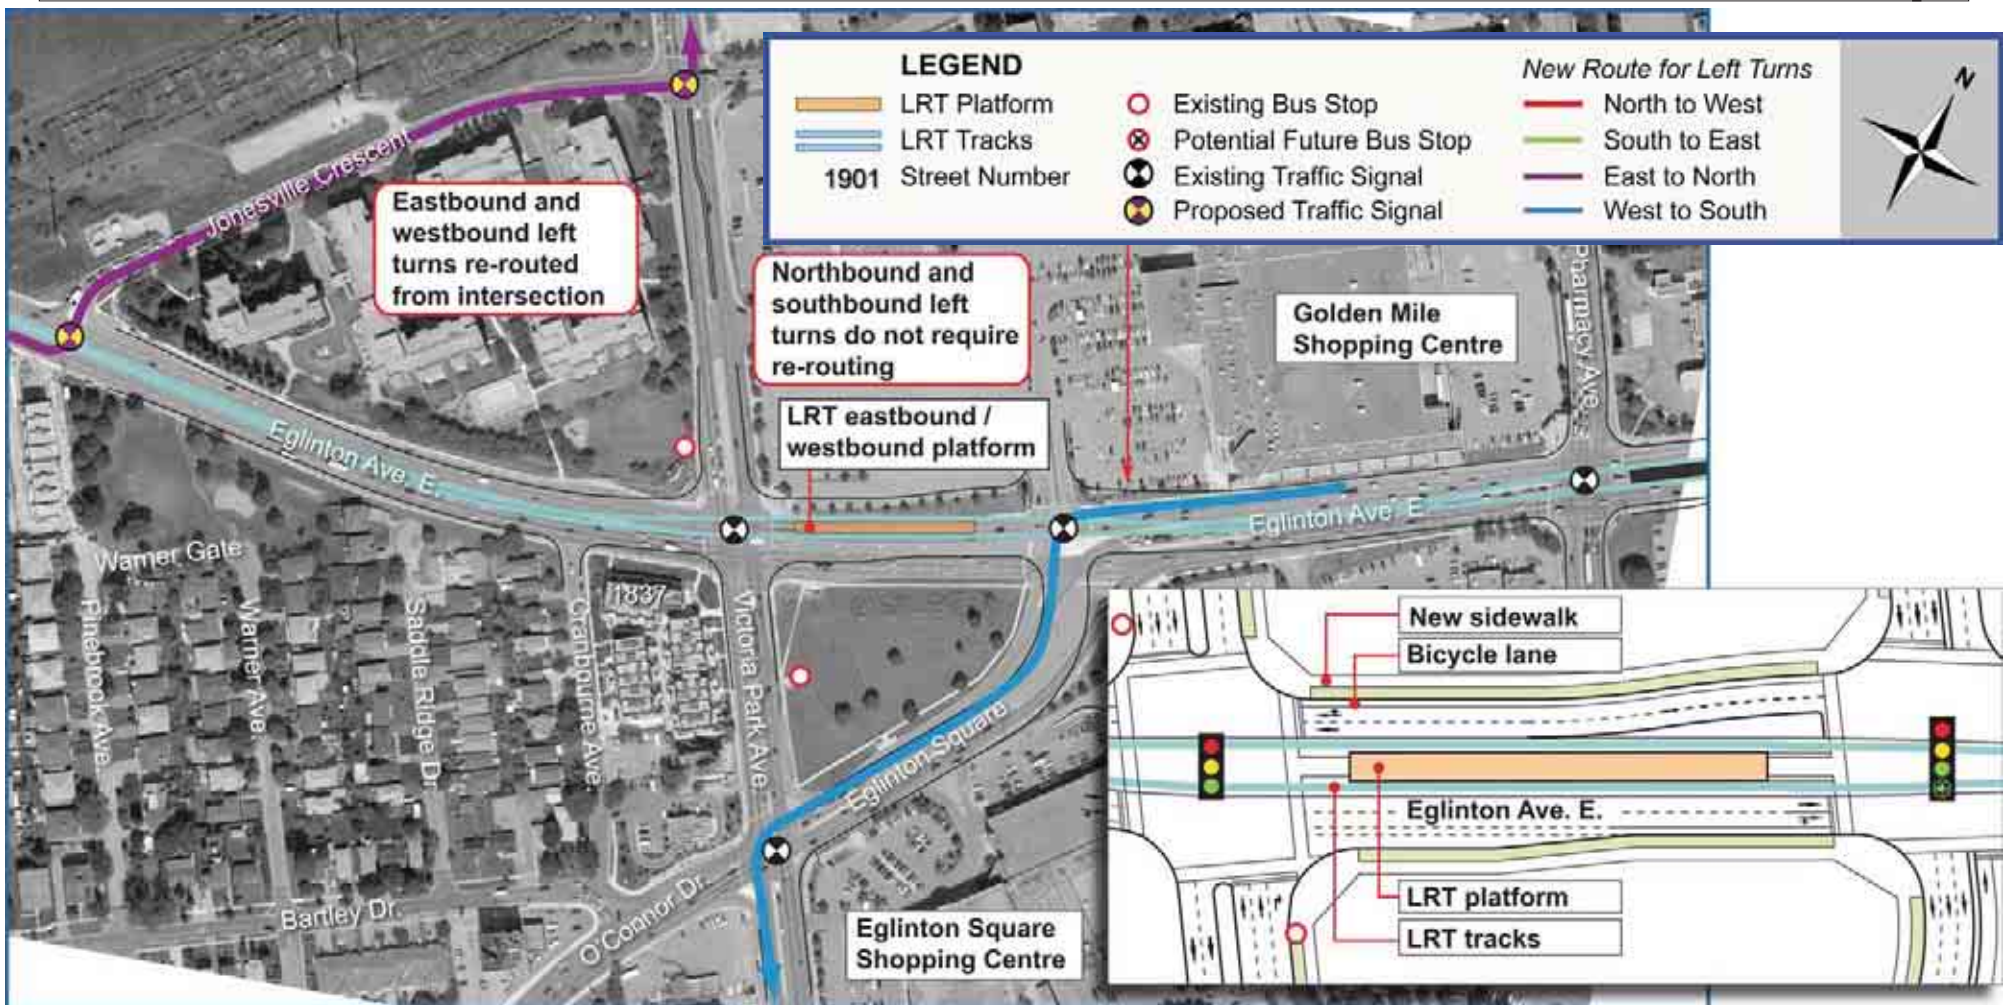 LEGEND
LRT Platform
LRT Tracks
1901 Street Number
Existing Bus Stop
Potential Future Bus Stop
Existing Traffic Signal
Proposed Traffic Signal
New Route for Left Turns
North to West
South to East
East to North
West to South
N
Jonesville Crescent
Eastbound and
westbound left
turns re-routed
from intersection
Northbound and
southbound left
turns do not require
re-routing
Golden Mile
Shopping Centre
Pharmacy Ave.
LRT eastbound /
westbound platform
Eglinton Ave. E.
Eglinton Ave. E.
Warner Gate
1837
Pinebrook Ave
Warner Ave
Saddle Ridge Dr
Cranbourne Ave
Victoria Park Ave
Eglinton Square
Bartley Dr.
O'Connor Dr.
Eglinton Square
Shopping Centre
New sidewalk
Bicycle lane
Eglinton Ave. E.
LRT platform
LRT tracks